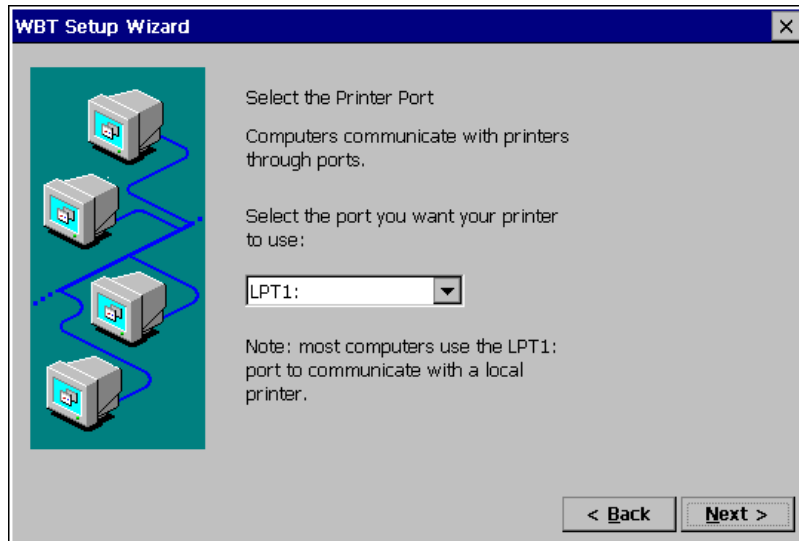 WBT Setup Wizard
Select the Printer Port
Computers communicate with printers
through ports.
Select the port you want your printer
to use:
LPT1:
Note: most computers use the LPT1:
port to communicate with a local
printer.
< Back
Next >